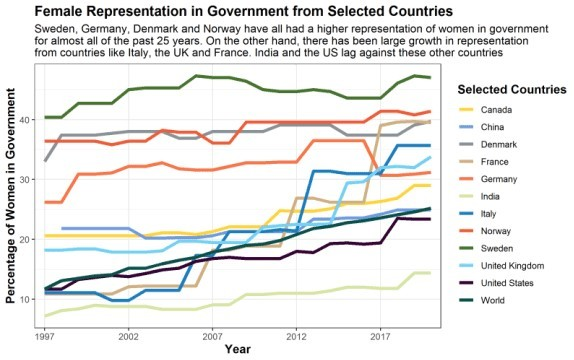 Female Representation in Government from Selected Countries
Sweden, Germany, Denmark and Norway have all had a higher representation of women in government
for almost all of the past 25 years. On the other hand, there has been large growth in representation
from countries like Italy, the UK and France. India and the US lag against these other countries
Percentage of Women in Government
40
30
20
10
1997
2002
2007
2012
2017
Year
Selected Countries
Canada
China
Denmark
France
Germany
India
Italy
Norway
Sweden
United Kingdom
United States
World